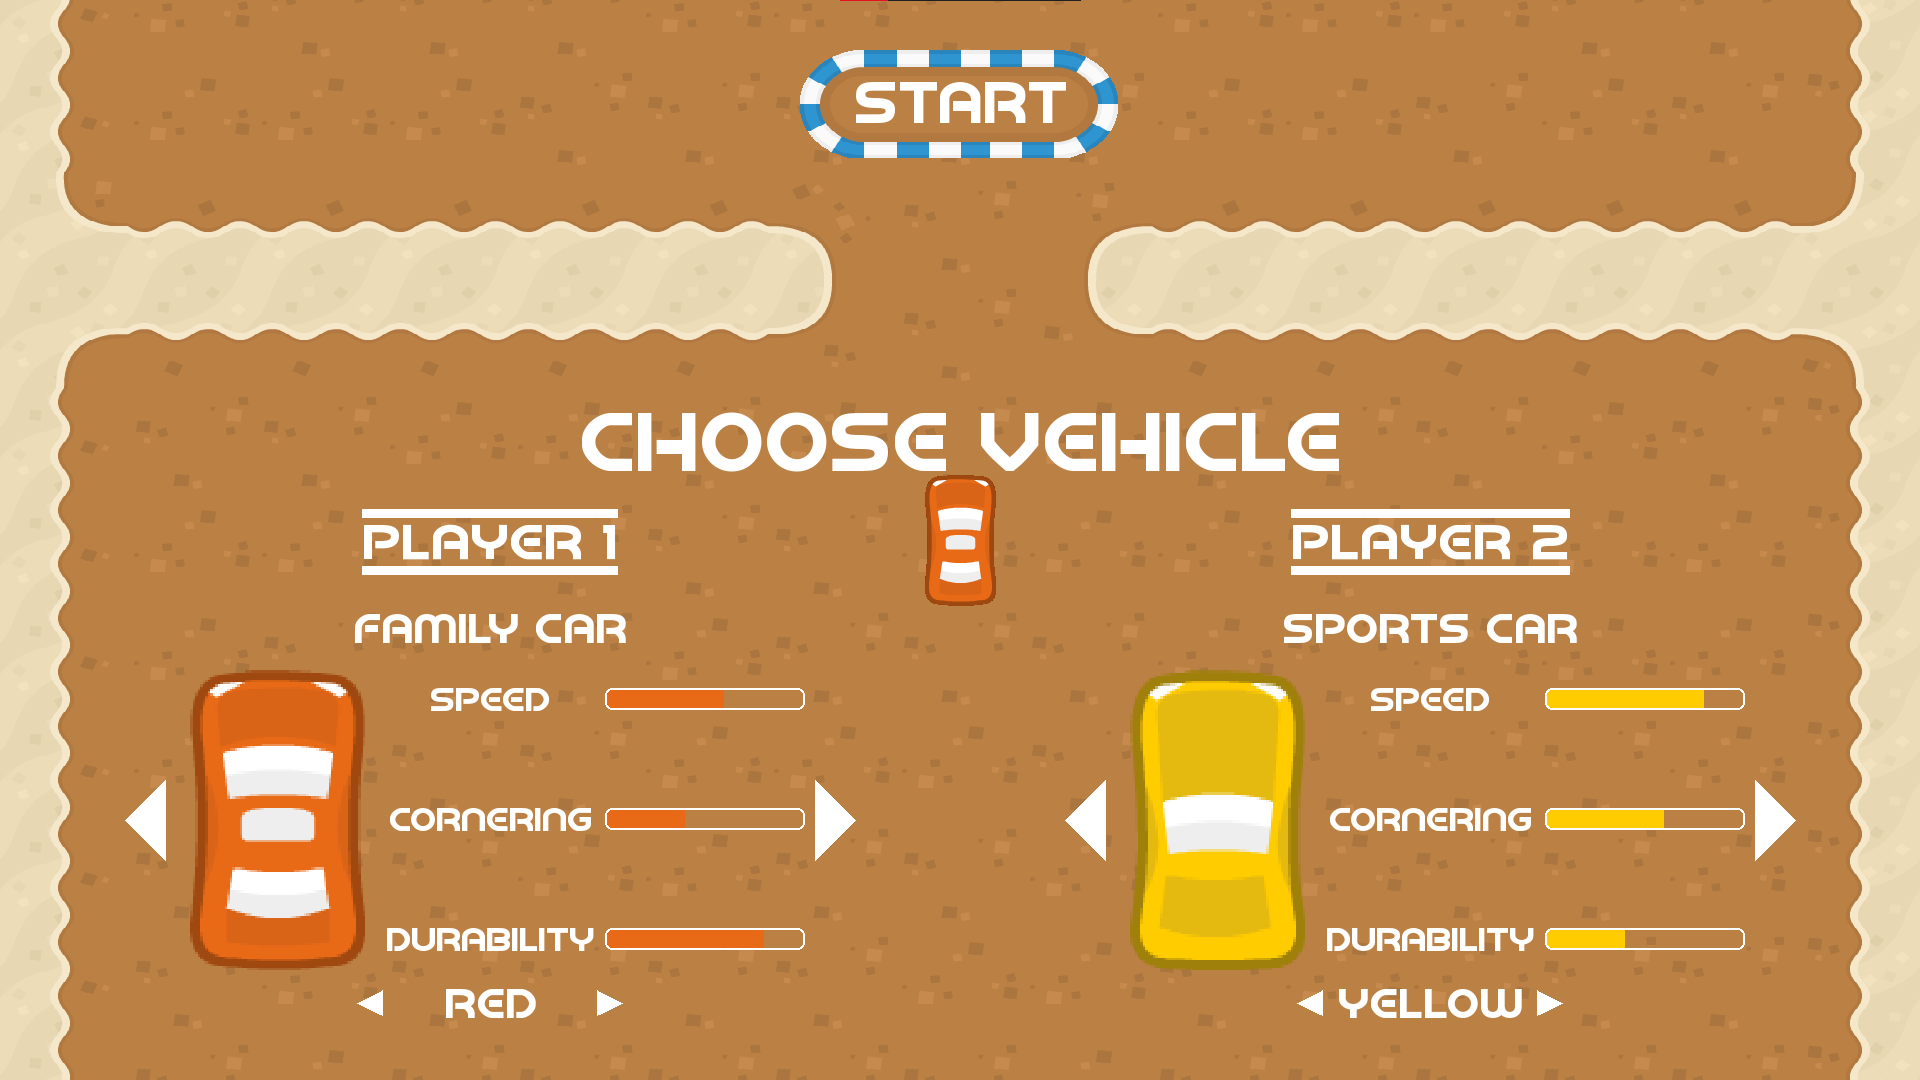 START
CHOOSE VEHICLE
PLAYER 1
FAMILY CAR
SPEED
CORNERING
DURABILITY
RED
PLAYER 2
SPORTS CAR
SPEED
CORNERING
DURABILITY
YELLOW